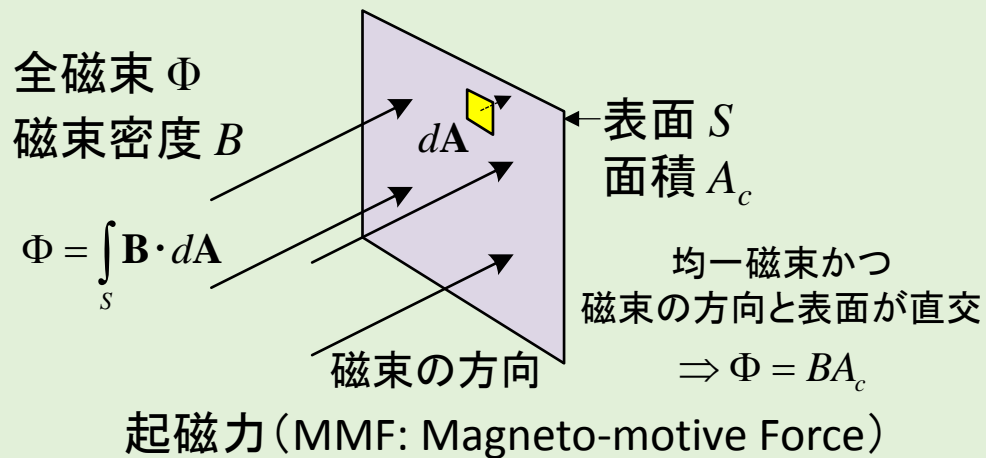 全磁束 Φ
磁束密度 B
Φ = ∫_S B · dA
dA
表面 S
面積 A_c
均一磁束かつ
磁束の方向と表面が直交
⇒ Φ = BA_c
磁束の方向
起磁力(MMF: Magneto-motive Force)